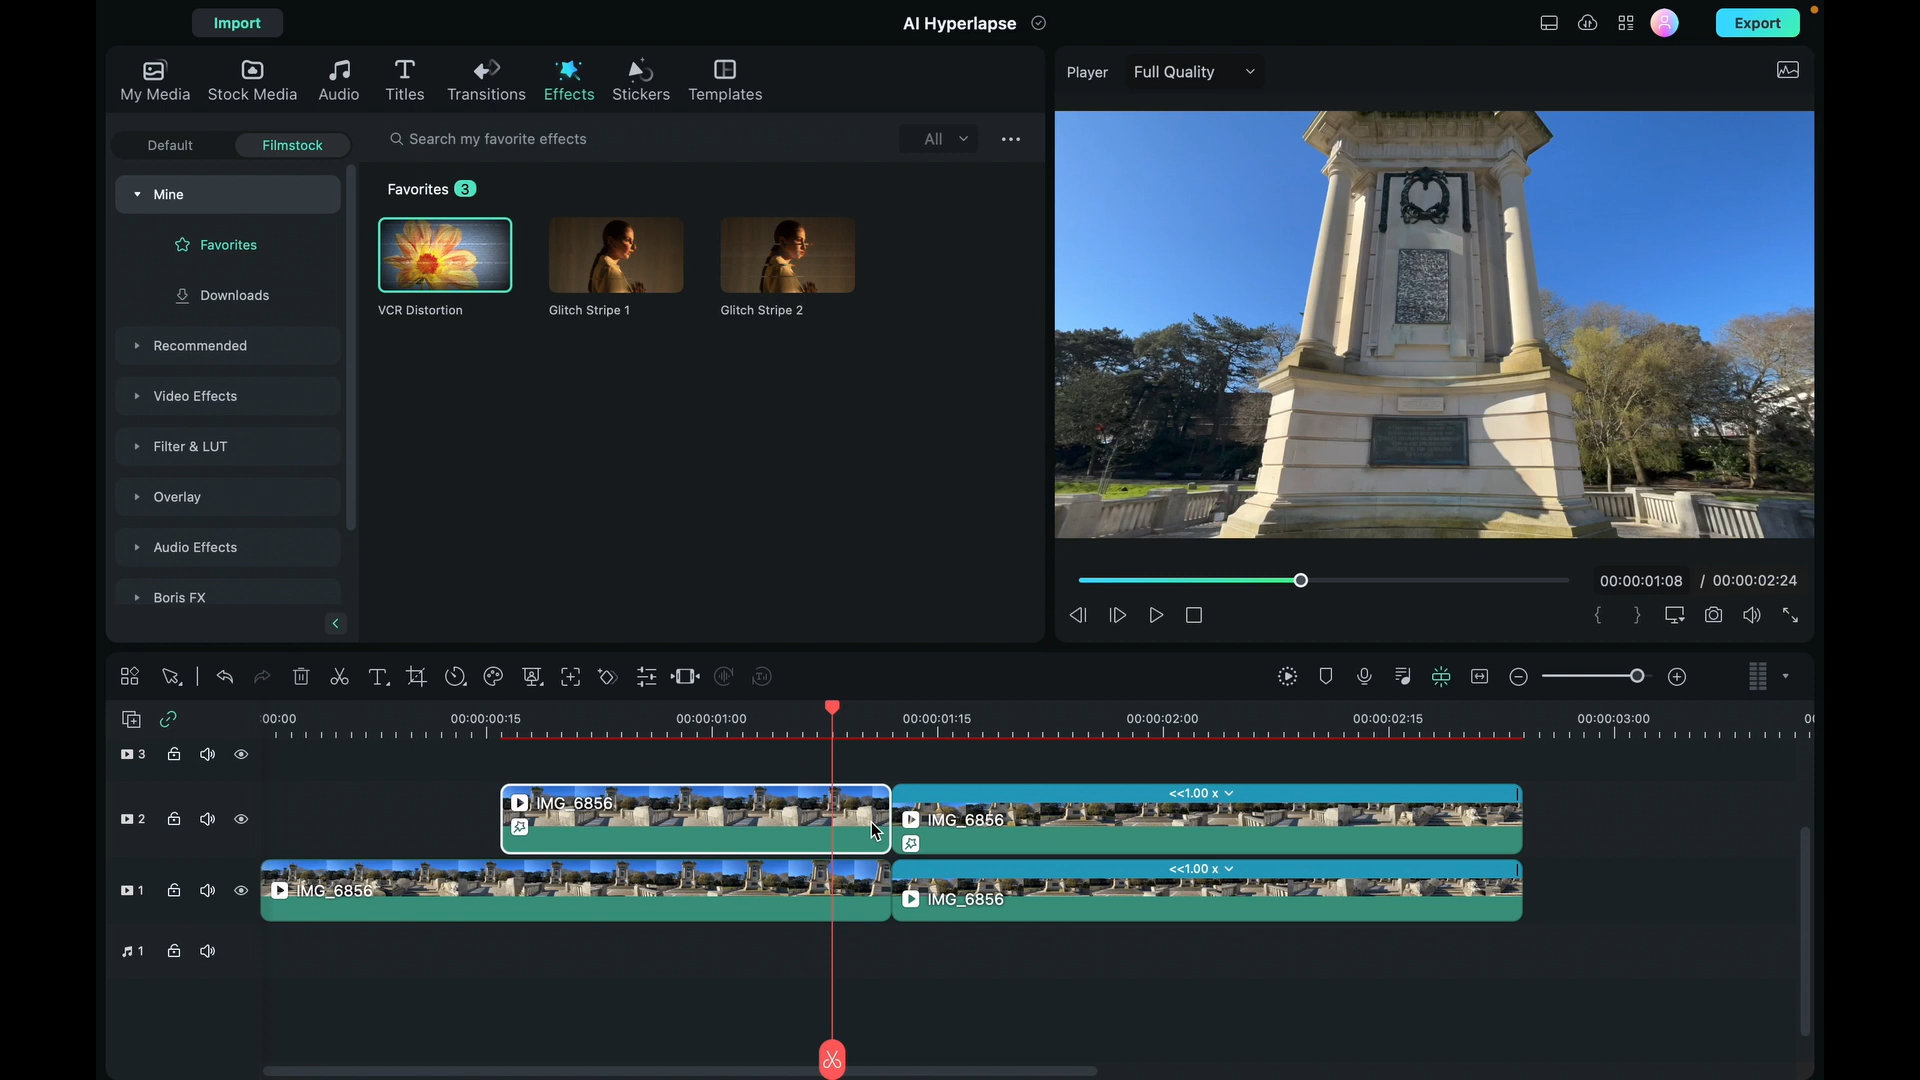 Import
AI Hyperlapse
Export
My Media
Stock Media
Audio
Titles
Transitions
Effects
Stickers
Templates
Player
Full Quality
Default
Filmstock
Search my favorite effects
All
Mine
Favorites 3
Favorites
Downloads
VCR Distortion
Glitch Stripe 1
Glitch Stripe 2
Recommended
Video Effects
Filter & LUT
Overlay
Audio Effects
Boris FX
00:00:01:08 / 00:00:02:24
:00:00
00:00:00:15
00:00:01:00
00:00:01:15
00:00:02:00
00:00:02:15
00:00:03:00
3
2
IMG_6856
<<1.00 x
IMG_6856
1
IMG_6856
<<1.00 x
IMG_6856
1